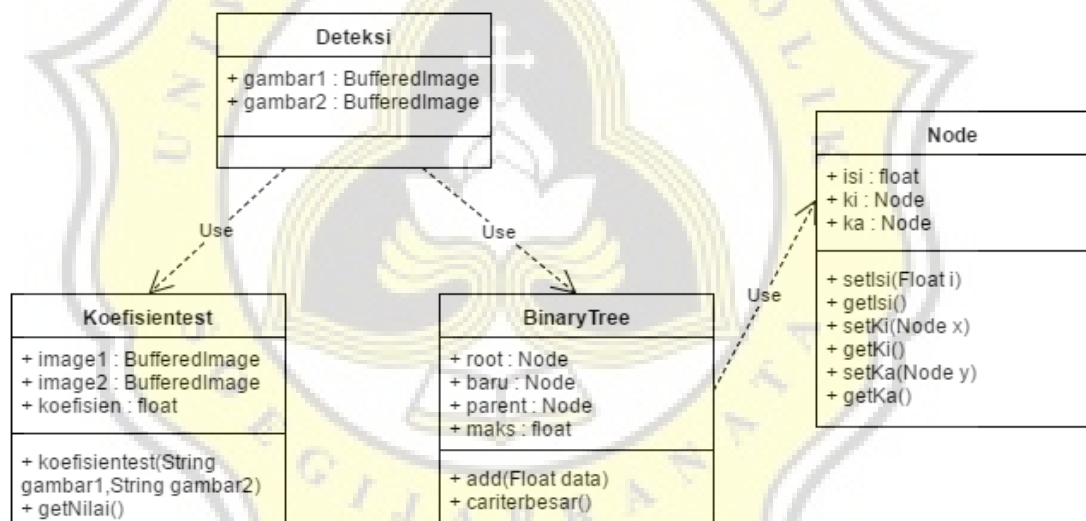 Deteksi
+ gambar1 : BufferedImage
+ gambar2 : BufferedImage
Node
+ isi : float
+ ki : Node
+ ka : Node
+ setIsi(Float i)
+ getIsi()
+ setKi(Node x)
+ getKi()
+ setKa(Node y)
+ getKa()
Use
Use
Use
Koefisientest
+ image1 : BufferedImage
+ image2 : BufferedImage
+ koefisien : float
+ koefisientest(String
gambar1,String gambar2)
+ getNilai()
BinaryTree
+ root : Node
+ baru : Node
+ parent : Node
+ maks : float
+ add(Float data)
+ cariterbesar()